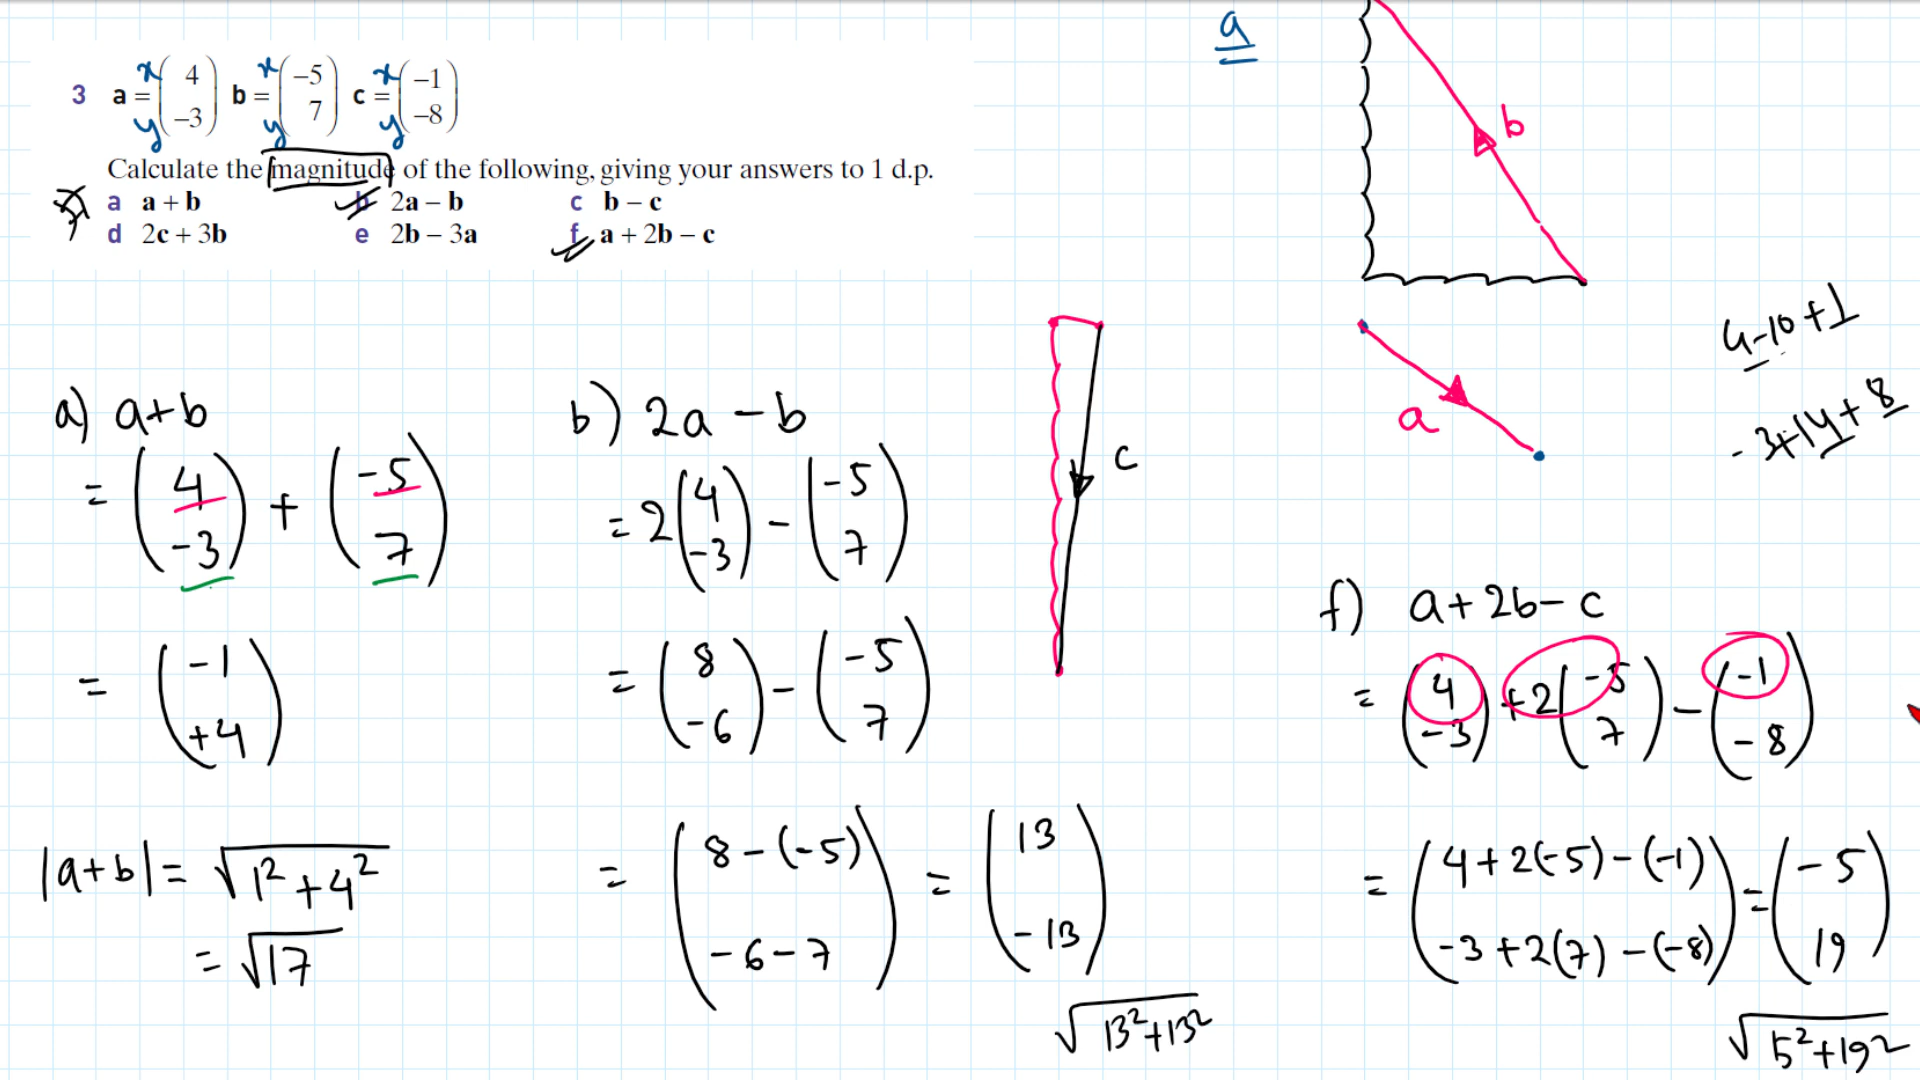 3 a = x y (4 -3) b = x y (-5 7) c = x y (-1 -8)
Calculate the magnitude of the following, giving your answers to 1 d.p.
a a + b b 2a – b c b – c
d 2c + 3b e 2b – 3a f a + 2b – c
a
b
a
c
4-10+1
-3+14+8
a) a+b
= (4 -3) + (-5 7)
= (-1 +4)
|a+b| = √1²+4²
= √17
b) 2a - b
= 2(4 -3) - (-5 7)
= (8 -6) - (-5 7)
= (8-(-5) -6-7) = (13 -13)
√13²+13²
f) a+2b-c
= (4 -3) +2(-5 7) - (-1 -8)
= (4+2(-5)-(-1) -3+2(7)-(-8)) = (-5 19)
√5²+19²